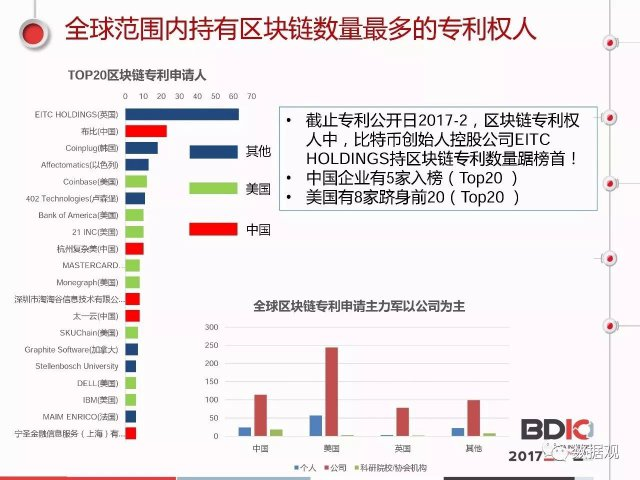 全球范围内持有区块链数量最多的专利权人
TOP20区块链专利申请人
0 10 20 30 40 50 60 70
EITC HOLDINGS(英国)
布比(中国)
Coinplug(韩国)
Affectomatics(以色列)
Coinbase(美国)
402 Technologies(卢森堡)
Bank of America(美国)
21 INC(美国)
杭州复杂美(中国)
MASTERCARD…
Monegraph(美国)
深圳市淘淘谷信息技术有限公…
太一云(中国)
SKUChain(美国)
Graphite Software(加拿大)
Stellenbosch University
DELL(美国)
IBM(美国)
MAIM ENRICO(法国)
宁圣金融信息服务（上海）有…
其他
美国
中国
• 截止专利公开日2017-2，区块链专利权
人中，比特币创始人控股公司EITC
HOLDINGS持区块链专利数量踞榜首！
• 中国企业有5家入榜（Top20 ）
• 美国有8家跻身前20（Top20 ）
全球区块链专利申请主力军以公司为主
300
250
200
150
100
50
0
中国 美国 英国 其他
个人 公司 科研院校/协会机构
BDIC
2017
数据观